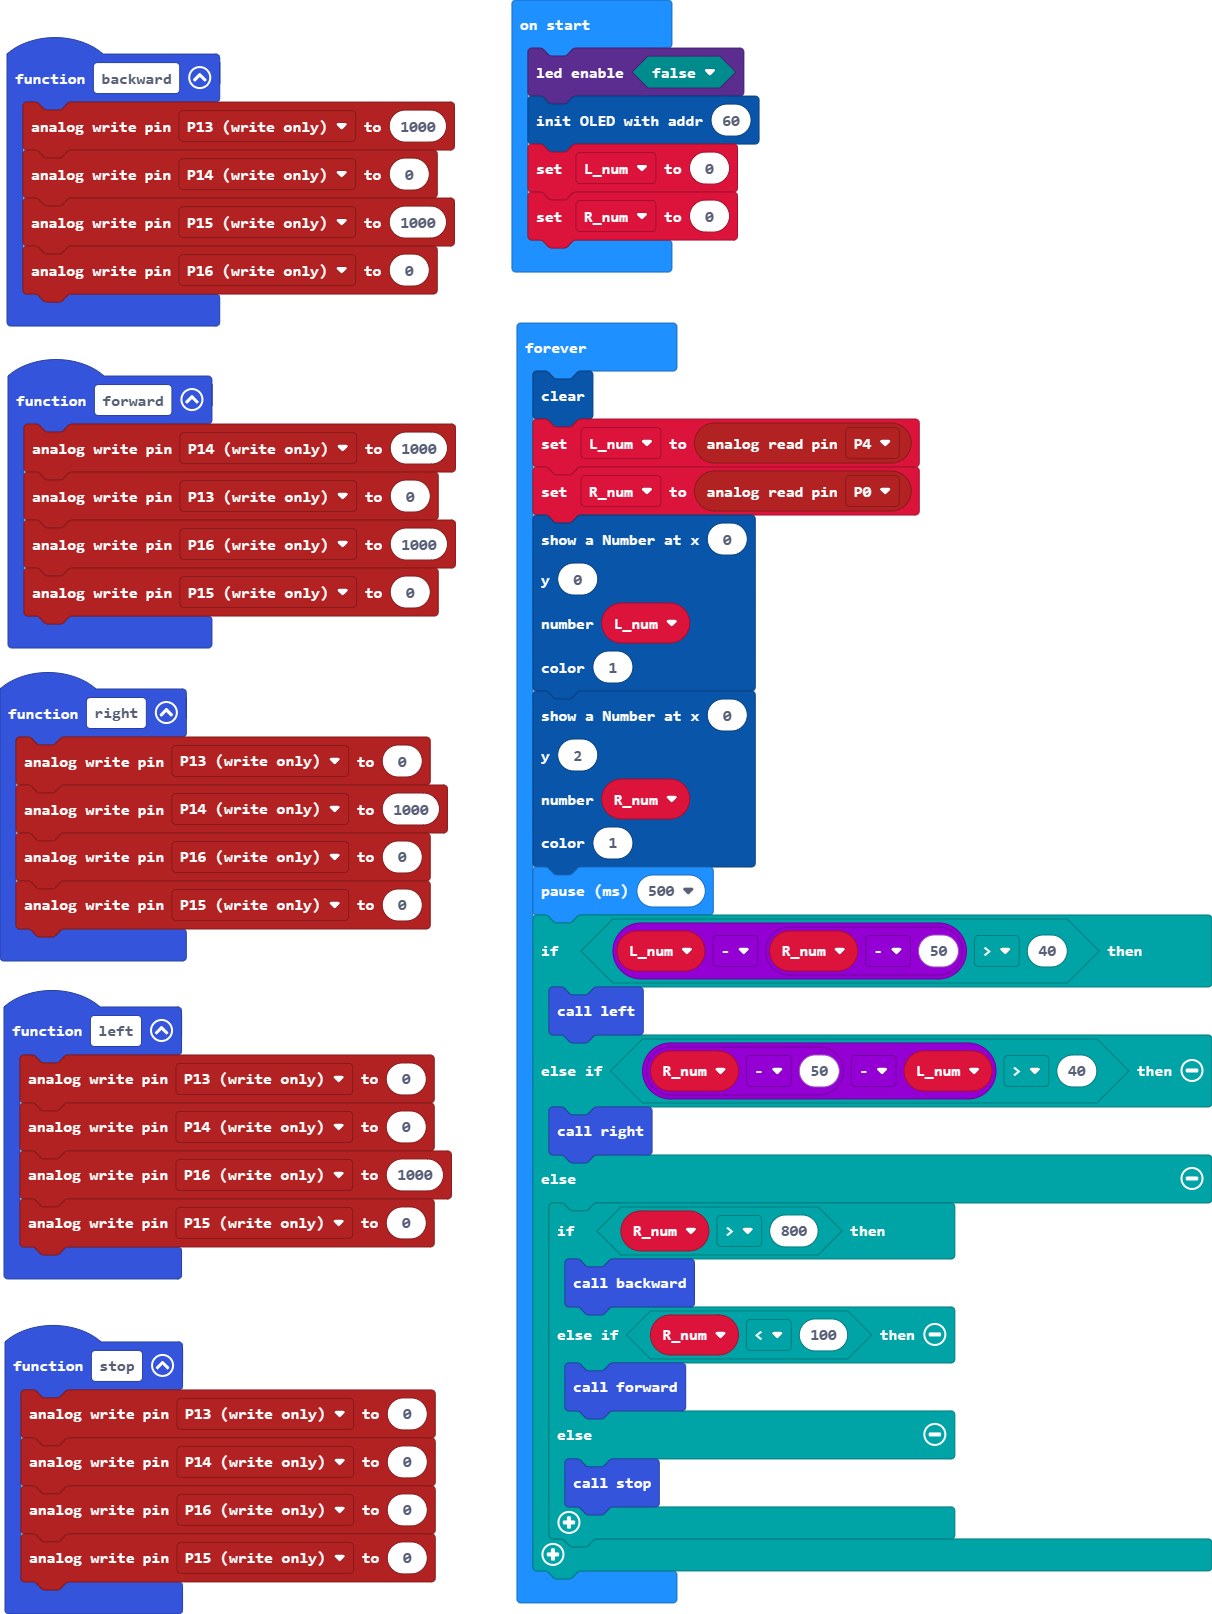 function backward
analog write pin P13 (write only) to 1000
analog write pin P14 (write only) to 0
analog write pin P15 (write only) to 1000
analog write pin P16 (write only) to 0
function forward
analog write pin P14 (write only) to 1000
analog write pin P13 (write only) to 0
analog write pin P16 (write only) to 1000
analog write pin P15 (write only) to 0
function right
analog write pin P13 (write only) to 0
analog write pin P14 (write only) to 1000
analog write pin P16 (write only) to 0
analog write pin P15 (write only) to 0
function left
analog write pin P13 (write only) to 0
analog write pin P14 (write only) to 0
analog write pin P16 (write only) to 1000
analog write pin P15 (write only) to 0
function stop
analog write pin P13 (write only) to 0
analog write pin P14 (write only) to 0
analog write pin P16 (write only) to 0
analog write pin P15 (write only) to 0
on start
led enable false
init OLED with addr 60
set L_num to 0
set R_num to 0
forever
clear
set L_num to analog read pin P4
set R_num to analog read pin P0
show a Number at x 0
y 0
number L_num
color 1
show a Number at x 0
y 2
number R_num
color 1
pause (ms) 500
if L_num - R_num - 50 > 40 then
call left
else if R_num - 50 - L_num > 40 then
call right
else
if R_num > 800 then
call backward
else if R_num < 100 then
call forward
else
call stop